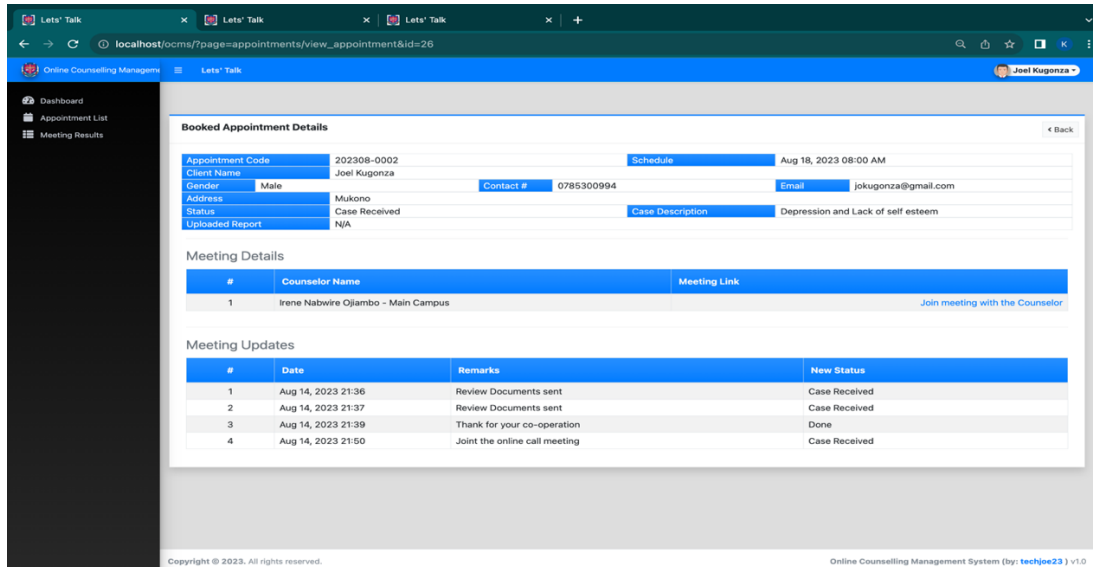 Lets' Talk
Lets' Talk
Lets' Talk
localhost/ocms/?page=appointments/view_appointment&id=26
K
Online Counselling Manageme
Lets' Talk
Joel Kugonza
Dashboard
Appointment List
Meeting Results
Booked Appointment Details
Back
Appointment Code 202308-0002 Schedule Aug 18, 2023 08:00 AM
Client Name Joel Kugonza
Gender Male Contact # 0785300994 Email jokugonza@gmail.com
Address Mukono
Status Case Received Case Description Depression and Lack of self esteem
Uploaded Report N/A
Meeting Details
# Counselor Name Meeting Link
1 Irene Nabwire Ojiambo - Main Campus Join meeting with the Counselor
Meeting Updates
# Date Remarks New Status
1 Aug 14, 2023 21:36 Review Documents sent Case Received
2 Aug 14, 2023 21:37 Review Documents sent Case Received
3 Aug 14, 2023 21:39 Thank for your co-operation Done
4 Aug 14, 2023 21:50 Joint the online call meeting Case Received
Copyright © 2023. All rights reserved. Online Counselling Management System (by: techjoe23 ) v1.0